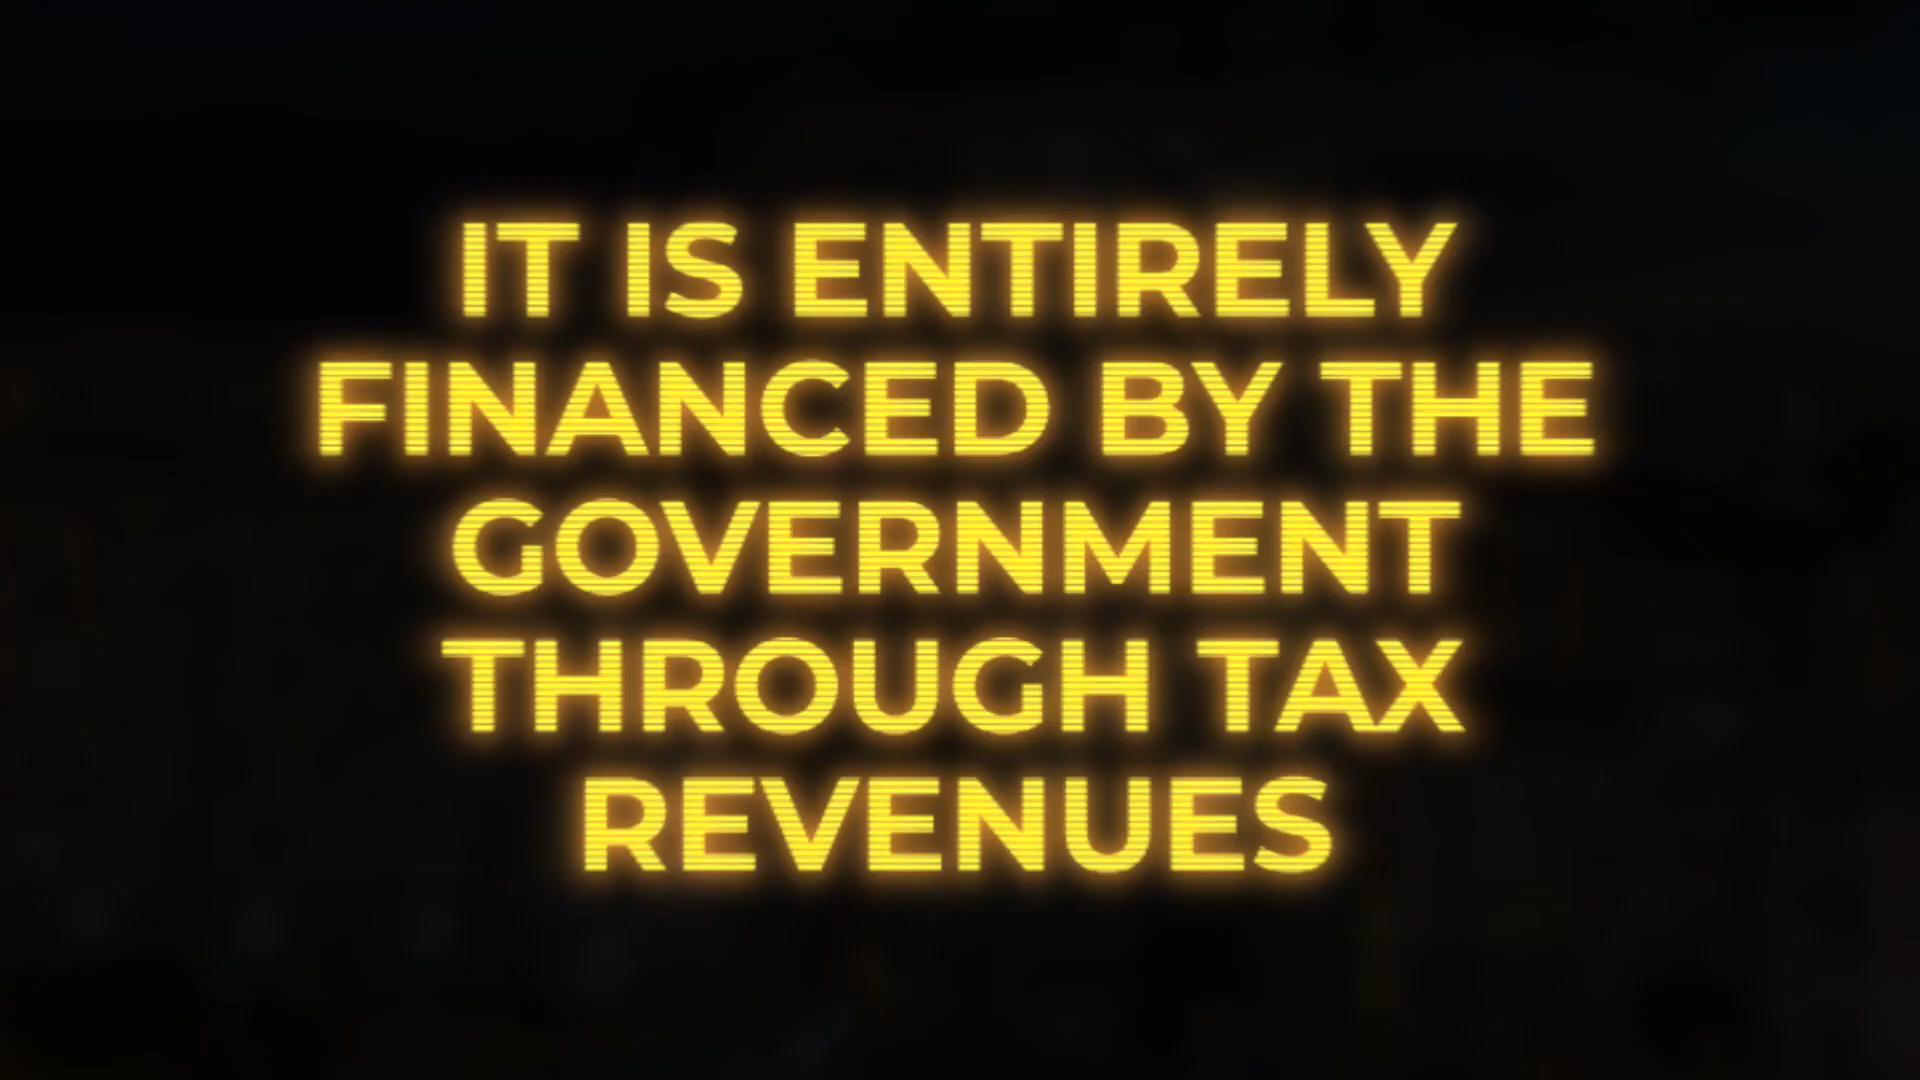 IT IS ENTIRELY
FINANCED BY THE
GOVERNMENT
THROUGH TAX
REVENUES